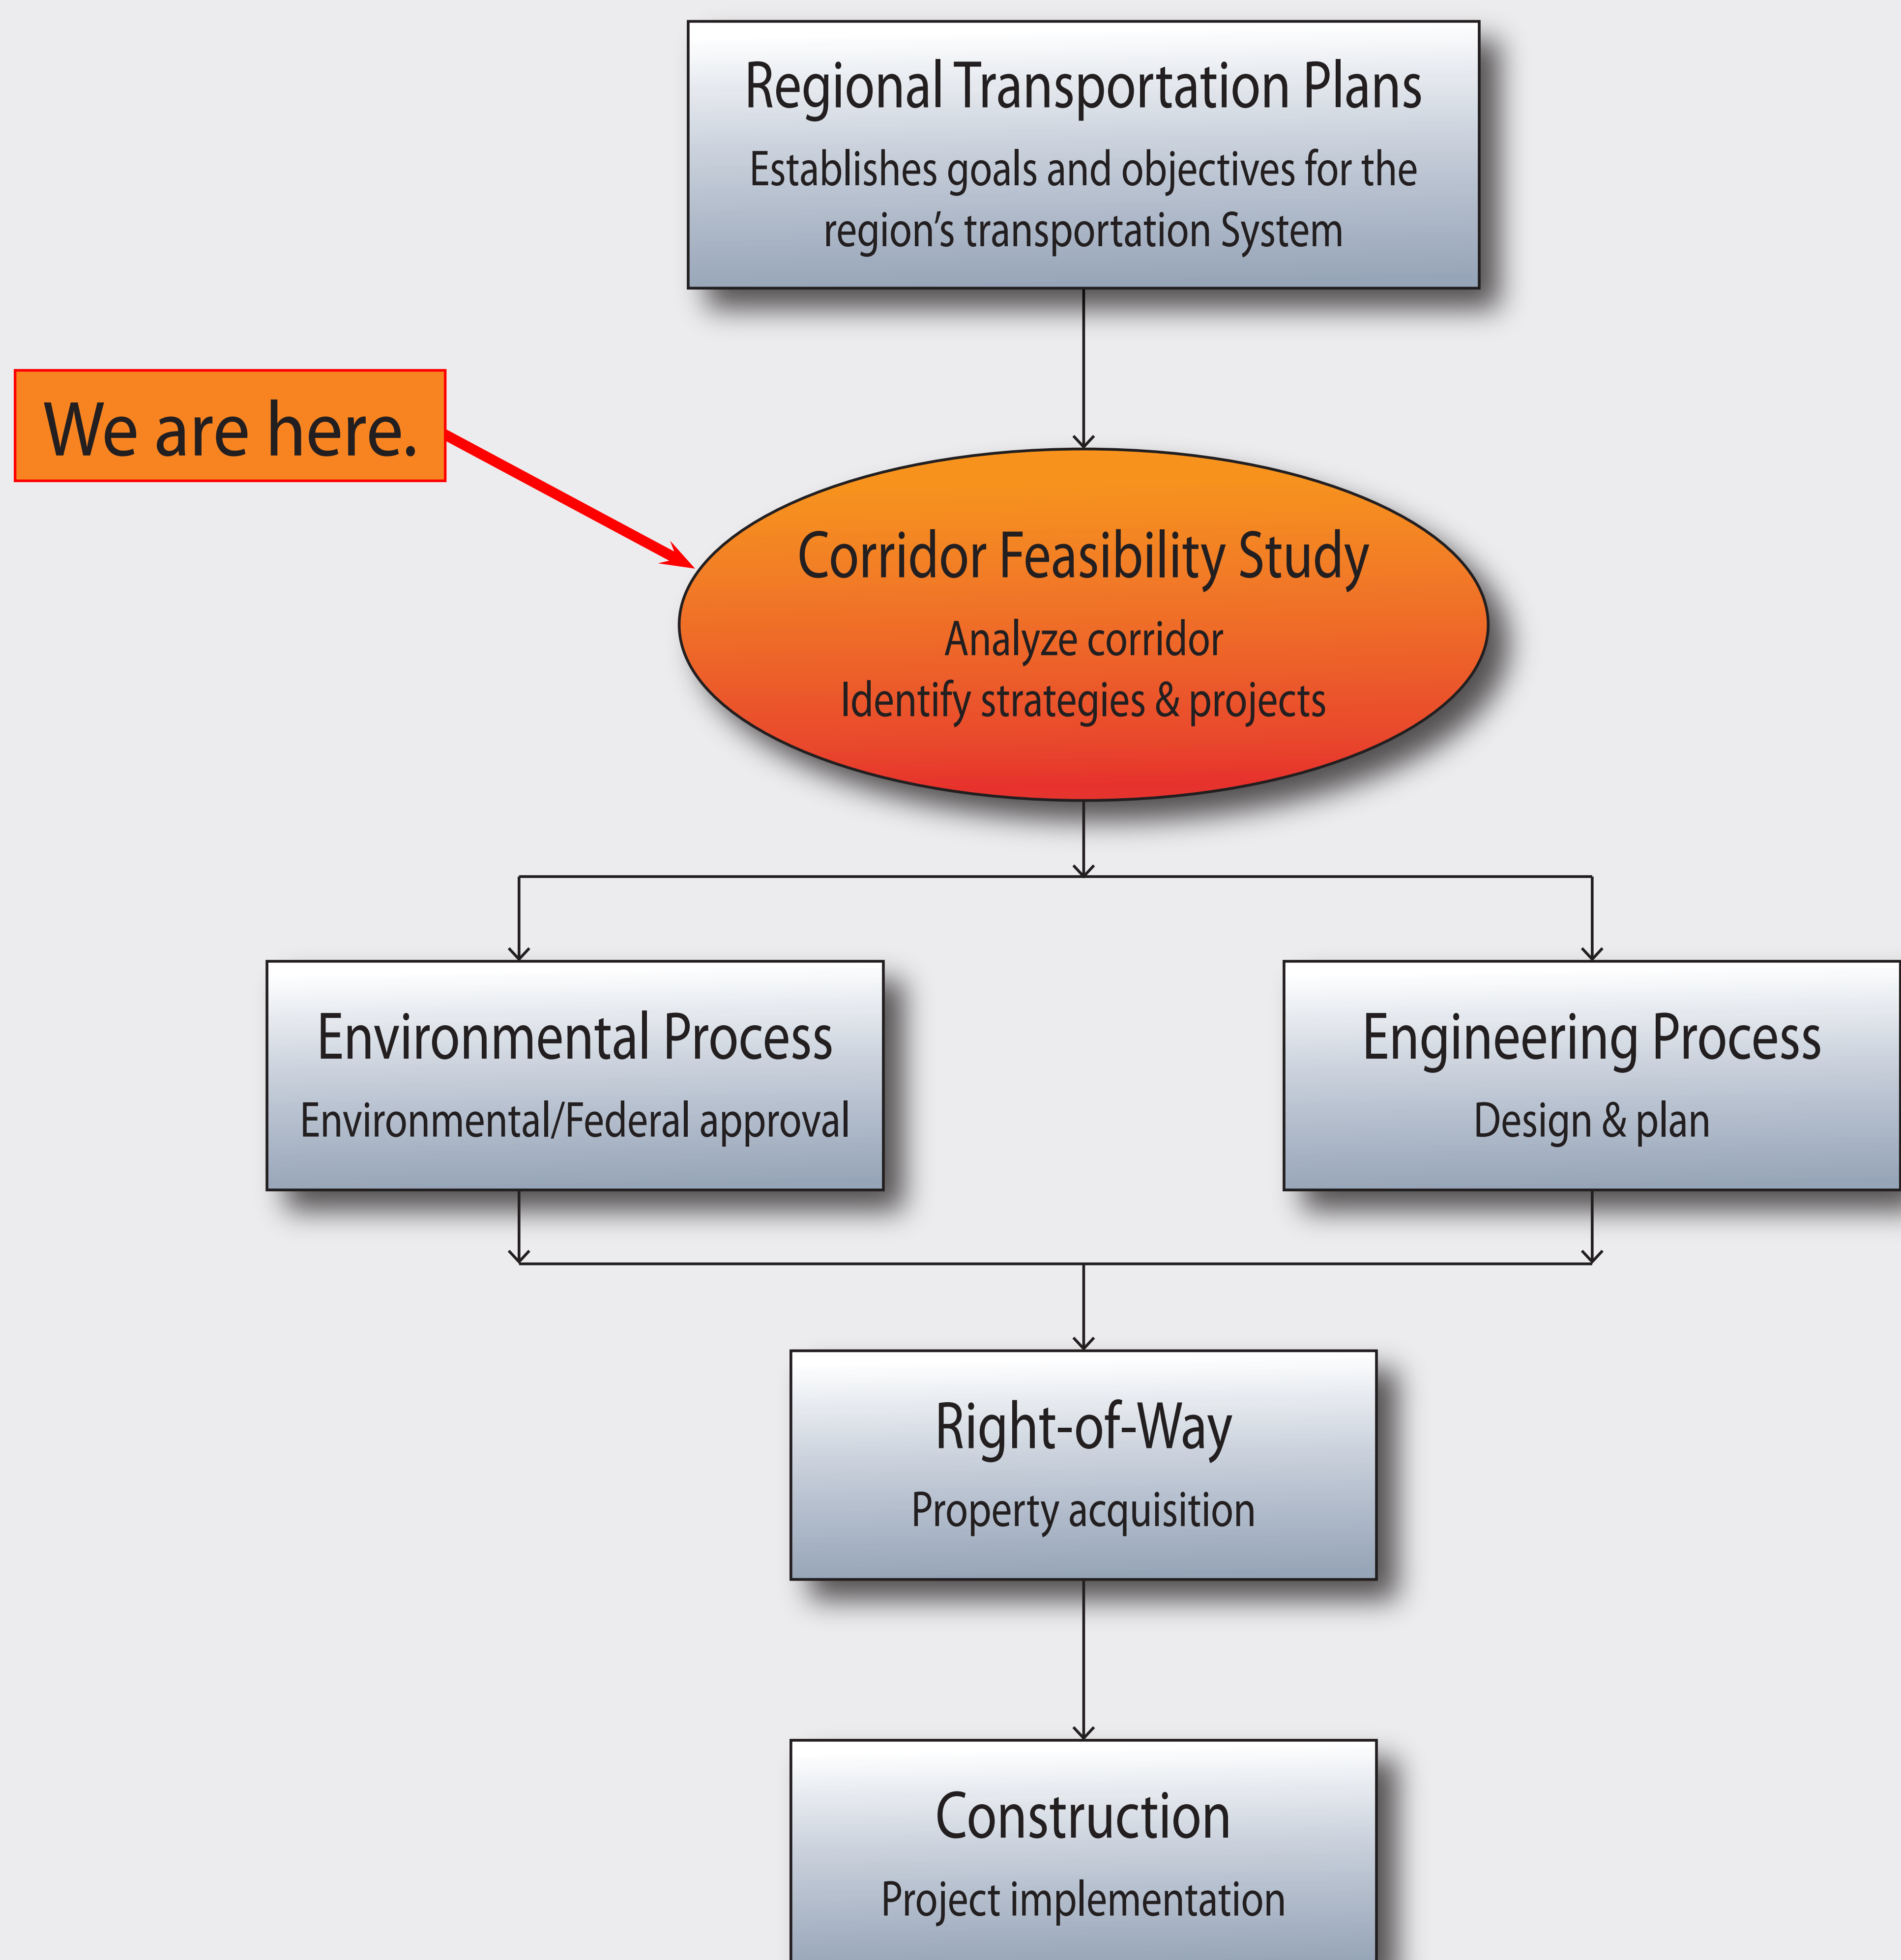 Regional Transportation Plans
Establishes goals and objectives for the
region’s transportation System
We are here.
Corridor Feasibility Study
Analyze corridor
Identify strategies & projects
Environmental Process
Environmental/Federal approval
Engineering Process
Design & plan
Right-of-Way
Property acquisition
Construction
Project implementation